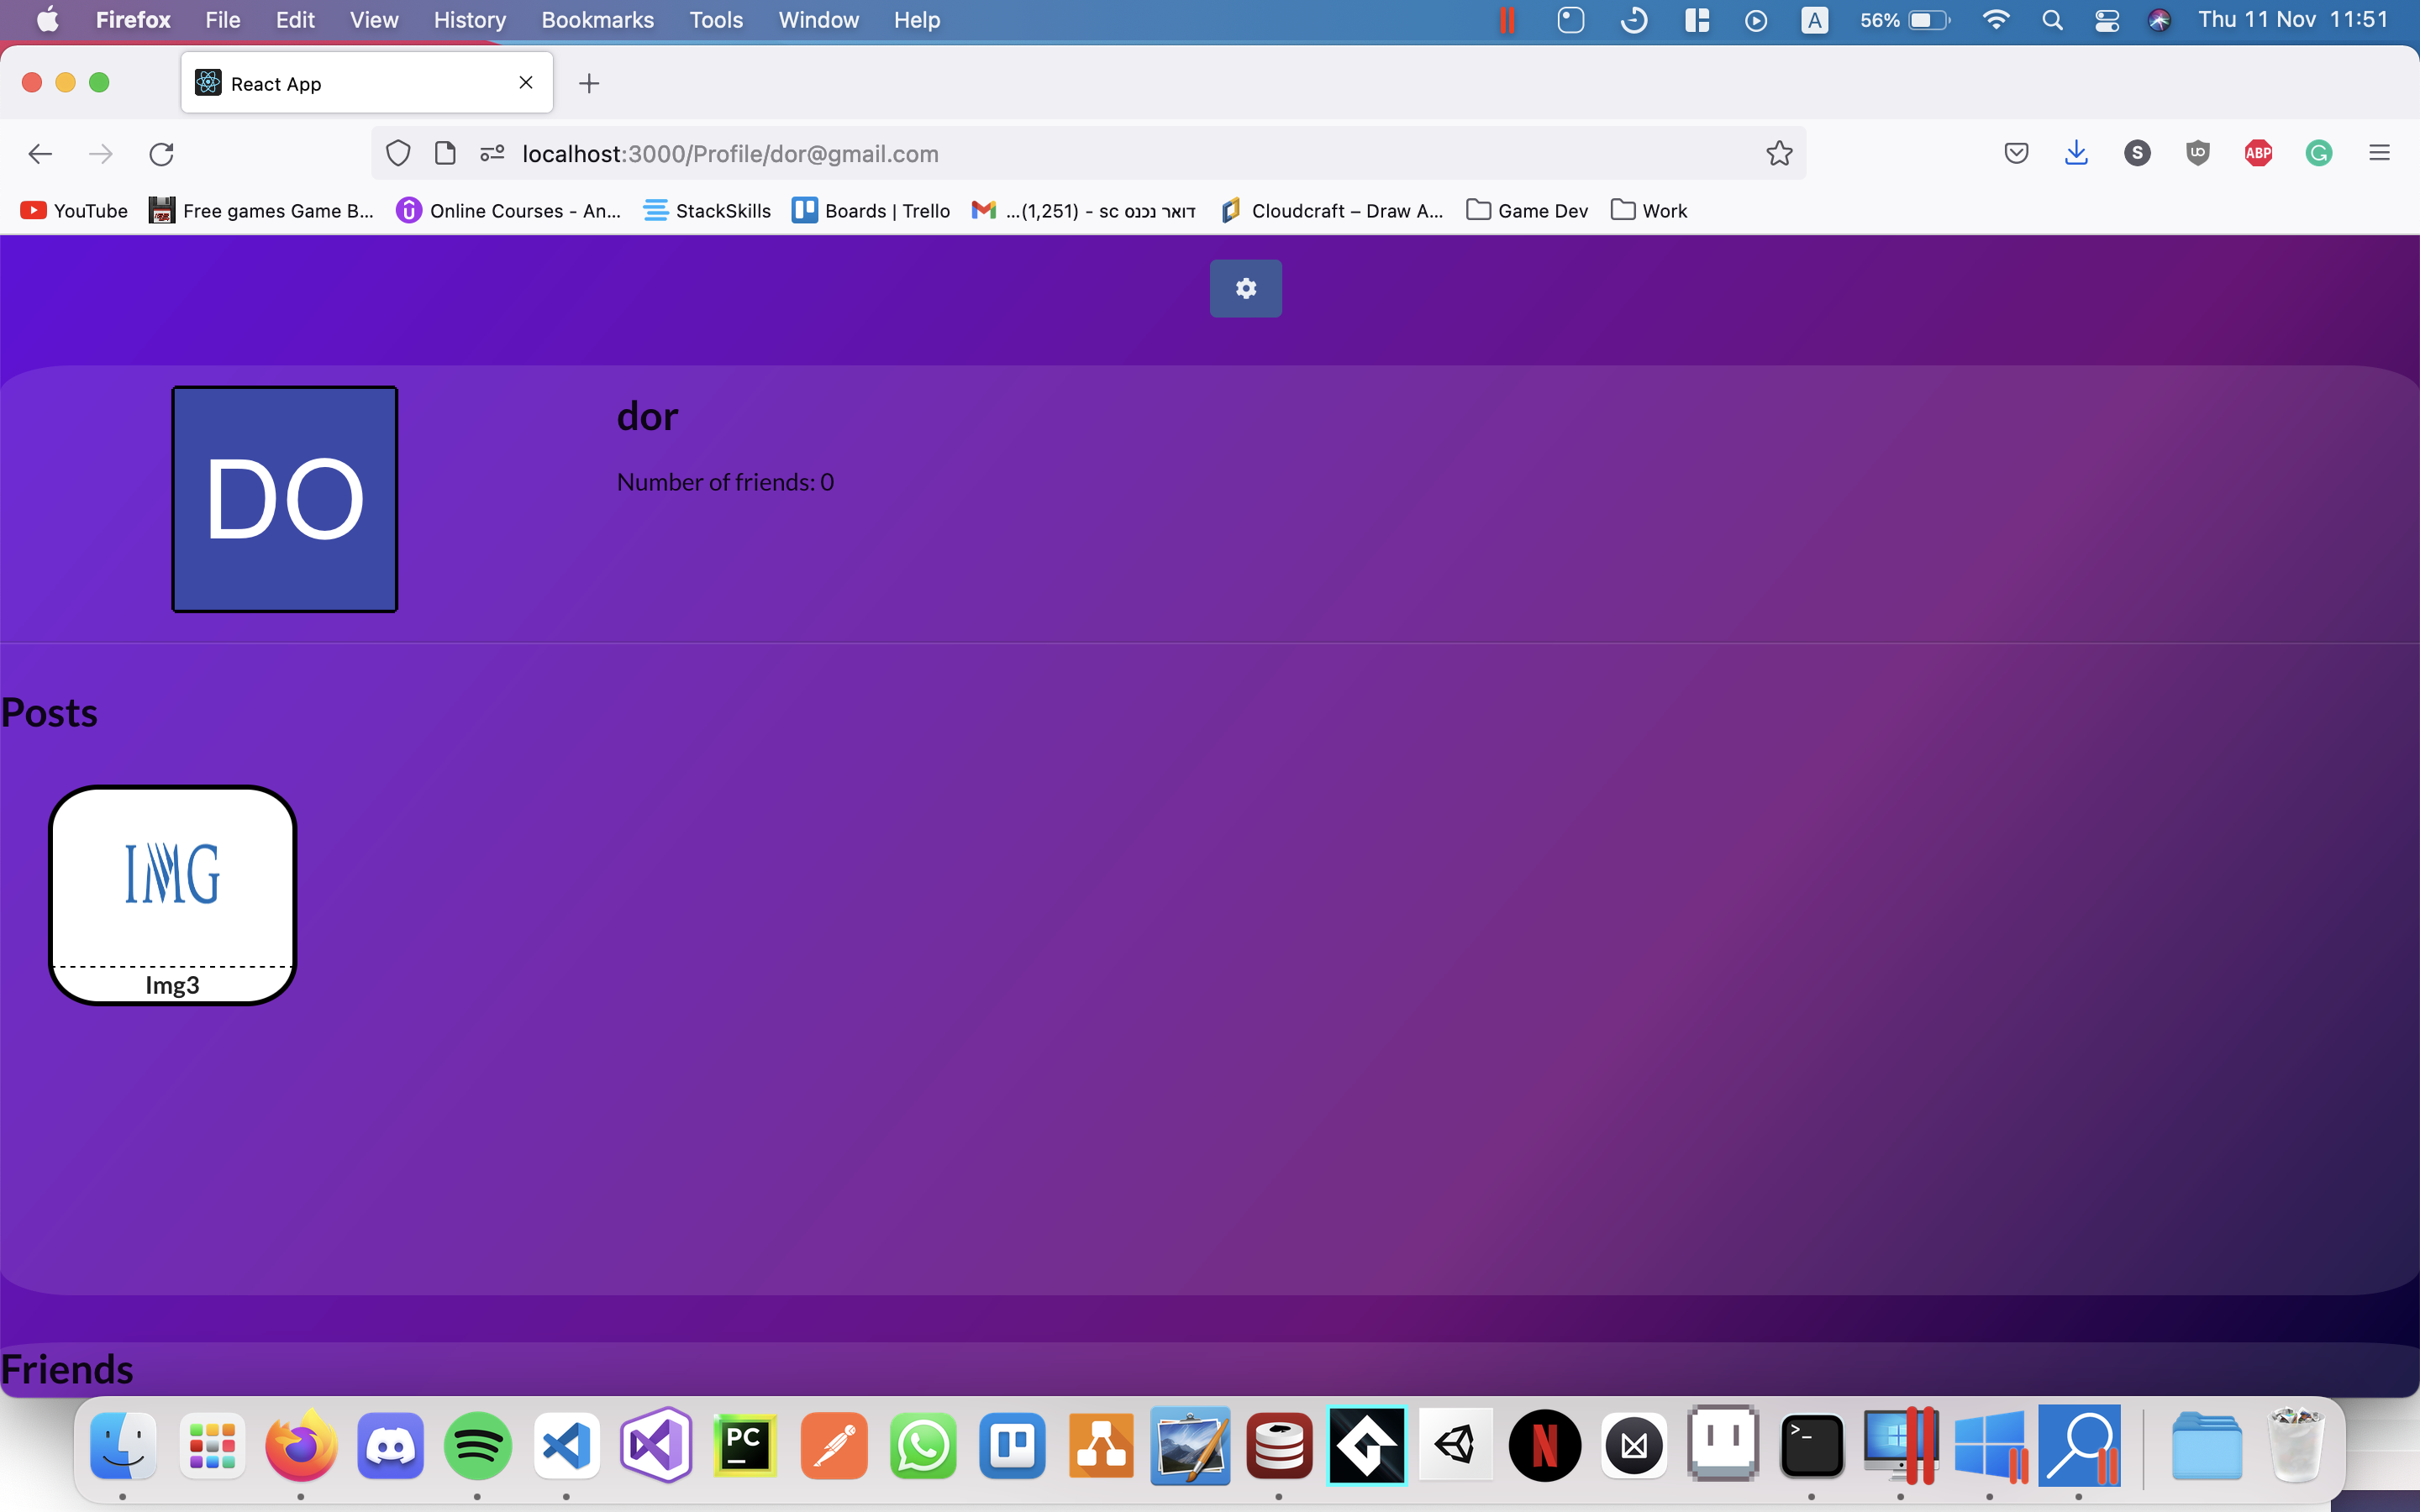 Firefox File Edit View History Bookmarks Tools Window Help A 56% Thu 11 Nov 11:51
React App
localhost:3000/Profile/dor@gmail.com S ABP
YouTube Free games Game B... Online Courses - An... StackSkills Boards | Trello דואר נכנס sc - (1,251)... Cloudcraft – Draw A... Game Dev Work
DO
dor
Number of friends: 0
Posts
IMG
Img3
Friends
PC N >_